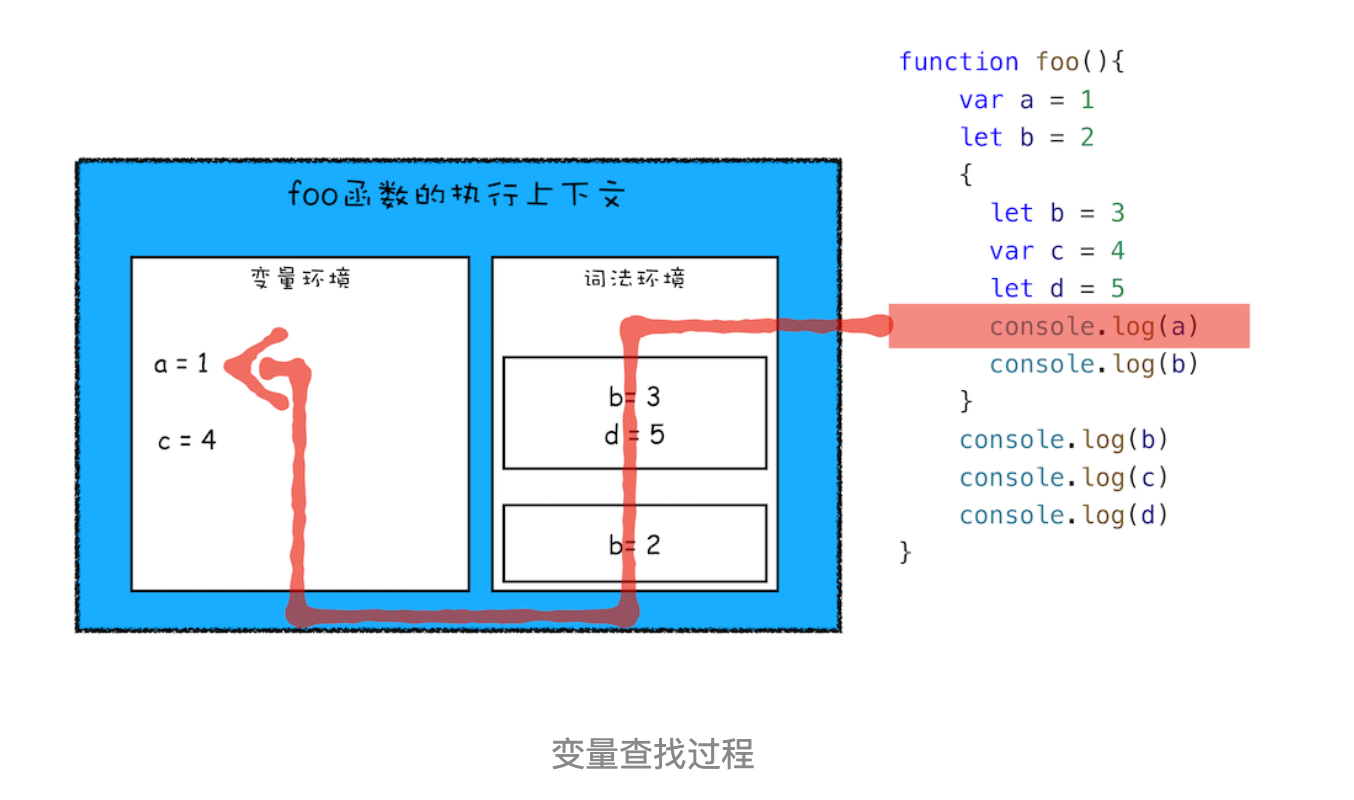 foo函数的执行上下文
变量环境
a = 1
c = 4
词法环境
b= 3
d = 5
b= 2
function foo(){
    var a = 1
    let b = 2
    {
      let b = 3
      var c = 4
      let d = 5
      console.log(a)
      console.log(b)
    }
    console.log(b)
    console.log(c)
    console.log(d)
}
变量查找过程